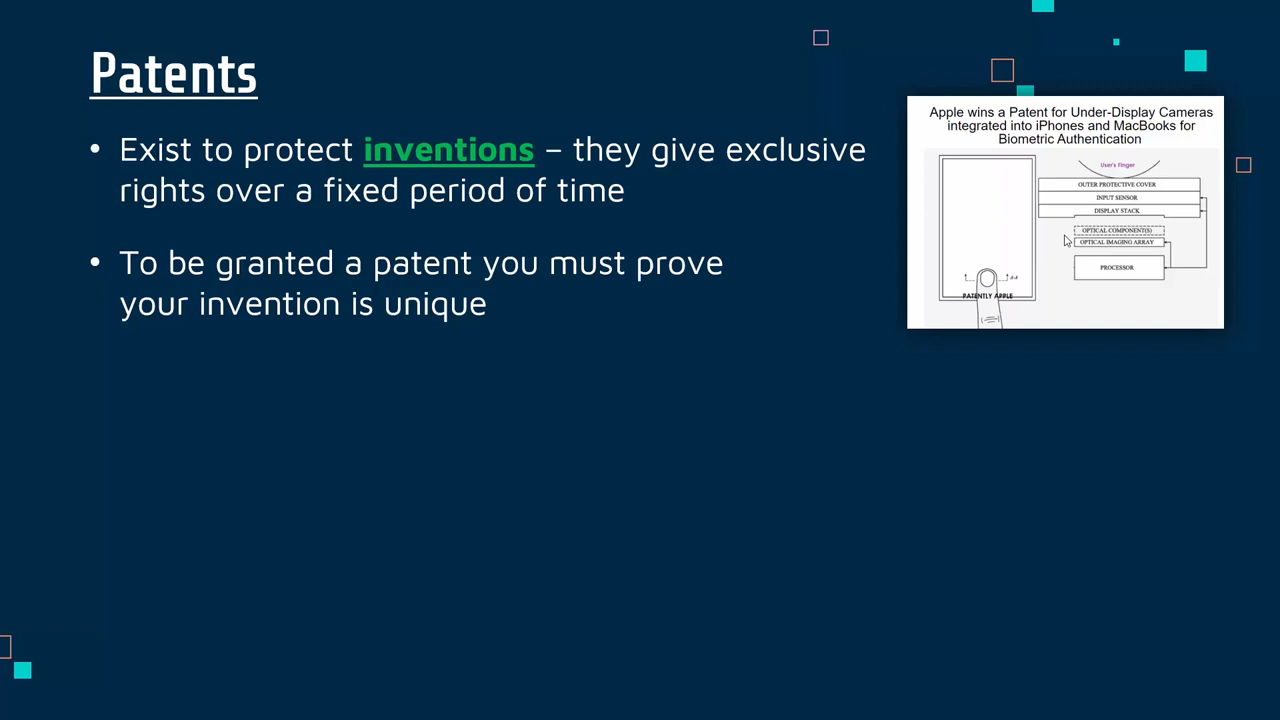 Patents
• Exist to protect inventions – they give exclusive
rights over a fixed period of time
• To be granted a patent you must prove
your invention is unique
Apple wins a Patent for Under-Display Cameras
integrated into iPhones and MacBooks for
Biometric Authentication
User's Finger
OUTER PROTECTIVE COVER
INPUT SENSOR
DISPLAY STACK
OPTICAL COMPONENT(S)
OPTICAL IMAGING ARRAY
PROCESSOR
PATENTLY APPLE